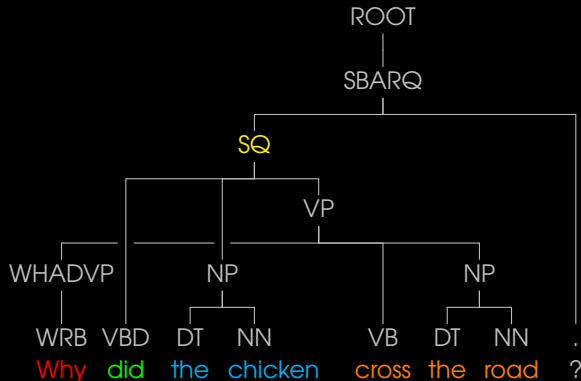 ROOT
SBARQ
SQ
VP
WHADVP NP NP
WRB VBD DT NN VB DT NN .
Why did the chicken cross the road ?